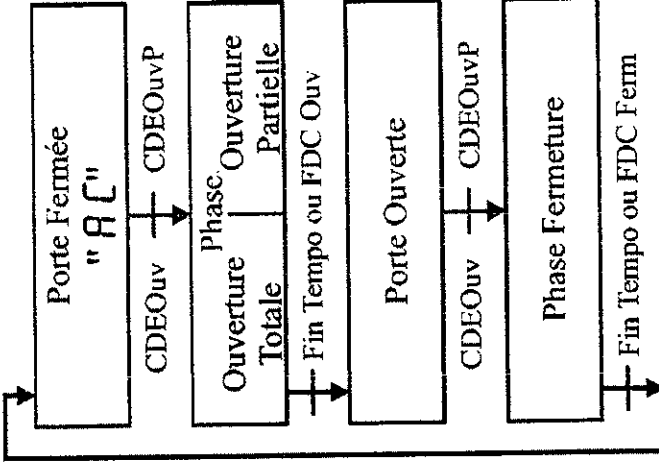 Porte Fermée
"AC"
CDEOuv CDEOuvP
Phase
Ouverture Ouverture
Totale Partielle
Fin Tempo ou FDC Ouv
Porte Ouverte
CDEOuv CDEOuvP
Phase Fermeture
Fin Tempo ou FDC Ferm